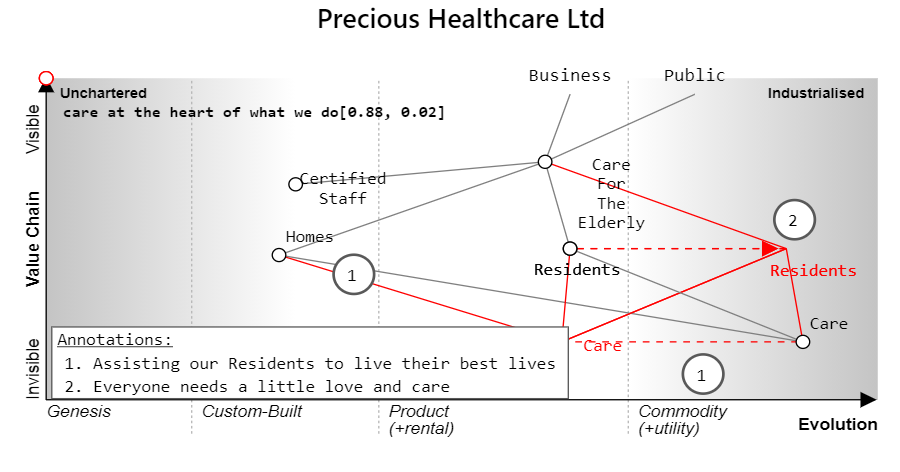 Precious Healthcare Ltd
Business
Public
Unchartered
Industrialised
care at the heart of what we do[0.88, 0.02]
Visible
Value Chain
Invisible
Certified
Staff
Care
For
The
Elderly
2
Homes
1
Residents
Residents
Care
Care
1
Annotations:
1. Assisting our Residents to live their best lives
2. Everyone needs a little love and care
Genesis
Custom-Built
Product
(+rental)
Commodity
(+utility)
Evolution